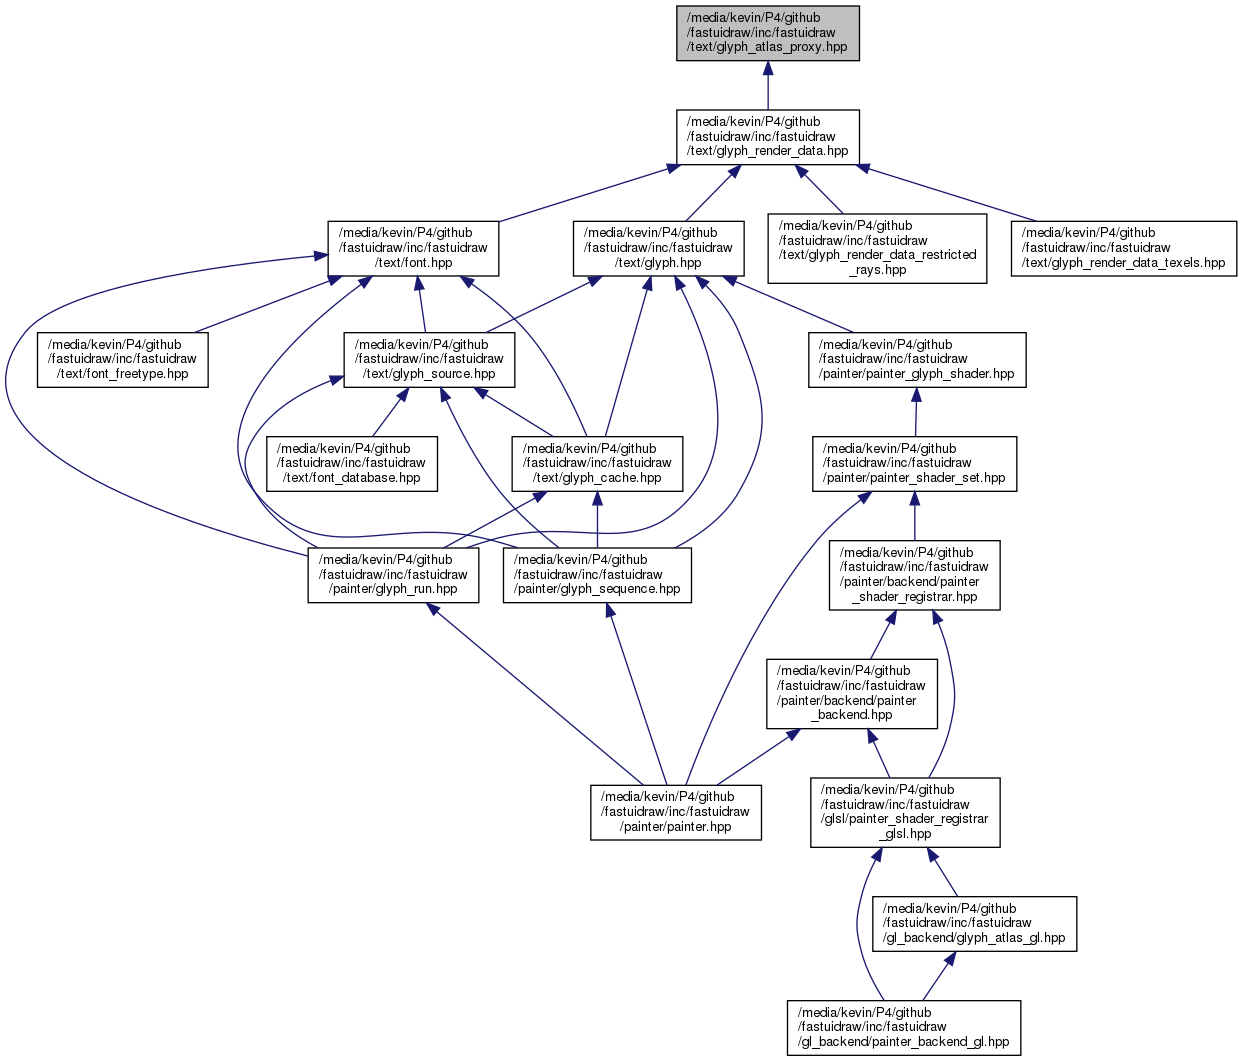 /media/kevin/P4/github
/fastuidraw/inc/fastuidraw
/text/glyph_atlas_proxy.hpp
/media/kevin/P4/github
/fastuidraw/inc/fastuidraw
/text/glyph_render_data.hpp
/media/kevin/P4/github
/fastuidraw/inc/fastuidraw
/text/font.hpp
/media/kevin/P4/github
/fastuidraw/inc/fastuidraw
/text/glyph.hpp
/media/kevin/P4/github
/fastuidraw/inc/fastuidraw
/text/glyph_render_data_restricted
_rays.hpp
/media/kevin/P4/github
/fastuidraw/inc/fastuidraw
/text/glyph_render_data_texels.hpp
/media/kevin/P4/github
/fastuidraw/inc/fastuidraw
/text/font_freetype.hpp
/media/kevin/P4/github
/fastuidraw/inc/fastuidraw
/text/glyph_source.hpp
/media/kevin/P4/github
/fastuidraw/inc/fastuidraw
/painter/painter_glyph_shader.hpp
/media/kevin/P4/github
/fastuidraw/inc/fastuidraw
/text/font_database.hpp
/media/kevin/P4/github
/fastuidraw/inc/fastuidraw
/text/glyph_cache.hpp
/media/kevin/P4/github
/fastuidraw/inc/fastuidraw
/painter/painter_shader_set.hpp
/media/kevin/P4/github
/fastuidraw/inc/fastuidraw
/painter/glyph_run.hpp
/media/kevin/P4/github
/fastuidraw/inc/fastuidraw
/painter/glyph_sequence.hpp
/media/kevin/P4/github
/fastuidraw/inc/fastuidraw
/painter/backend/painter
_shader_registrar.hpp
/media/kevin/P4/github
/fastuidraw/inc/fastuidraw
/painter/backend/painter
_backend.hpp
/media/kevin/P4/github
/fastuidraw/inc/fastuidraw
/painter/painter.hpp
/media/kevin/P4/github
/fastuidraw/inc/fastuidraw
/glsl/painter_shader_registrar
_glsl.hpp
/media/kevin/P4/github
/fastuidraw/inc/fastuidraw
/gl_backend/glyph_atlas_gl.hpp
/media/kevin/P4/github
/fastuidraw/inc/fastuidraw
/gl_backend/painter_backend_gl.hpp